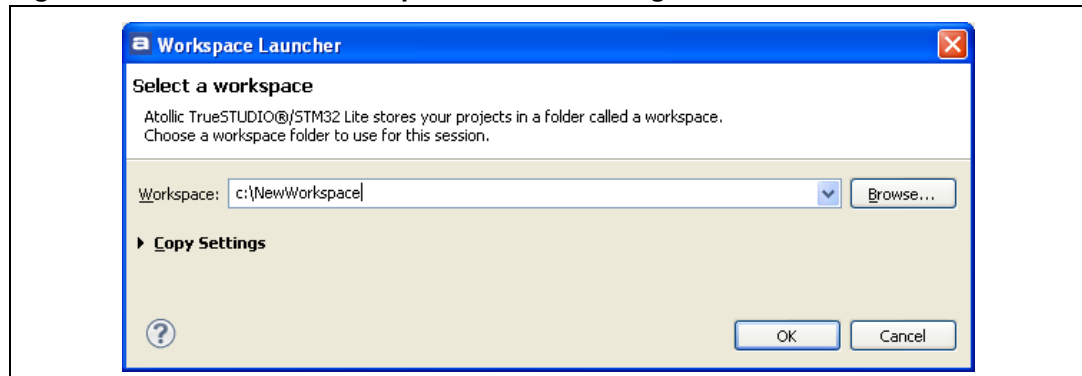 Workspace Launcher
Select a workspace
Atollic TrueSTUDIO®/STM32 Lite stores your projects in a folder called a workspace.
Choose a workspace folder to use for this session.
Workspace: c:\NewWorkspace Browse...
Copy Settings
OK Cancel